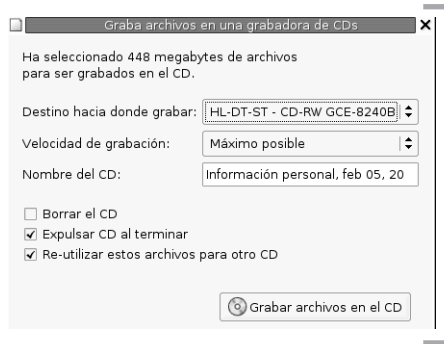 Graba archivos en una grabadora de CDs
Ha seleccionado 448 megabytes de archivos
para ser grabados en el CD.
Destino hacia donde grabar: HL-DT-ST - CD-RW GCE-8240B
Velocidad de grabación: Máximo posible
Nombre del CD: Información personal, feb 05, 20
Borrar el CD
Expulsar CD al terminar
Re-utilizar estos archivos para otro CD
Grabar archivos en el CD